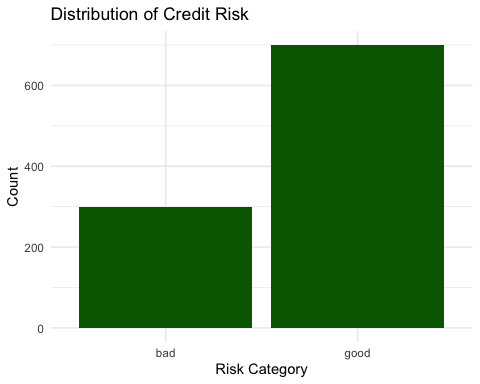 Distribution of Credit Risk
Count
600
400
200
0
bad
good
Risk Category